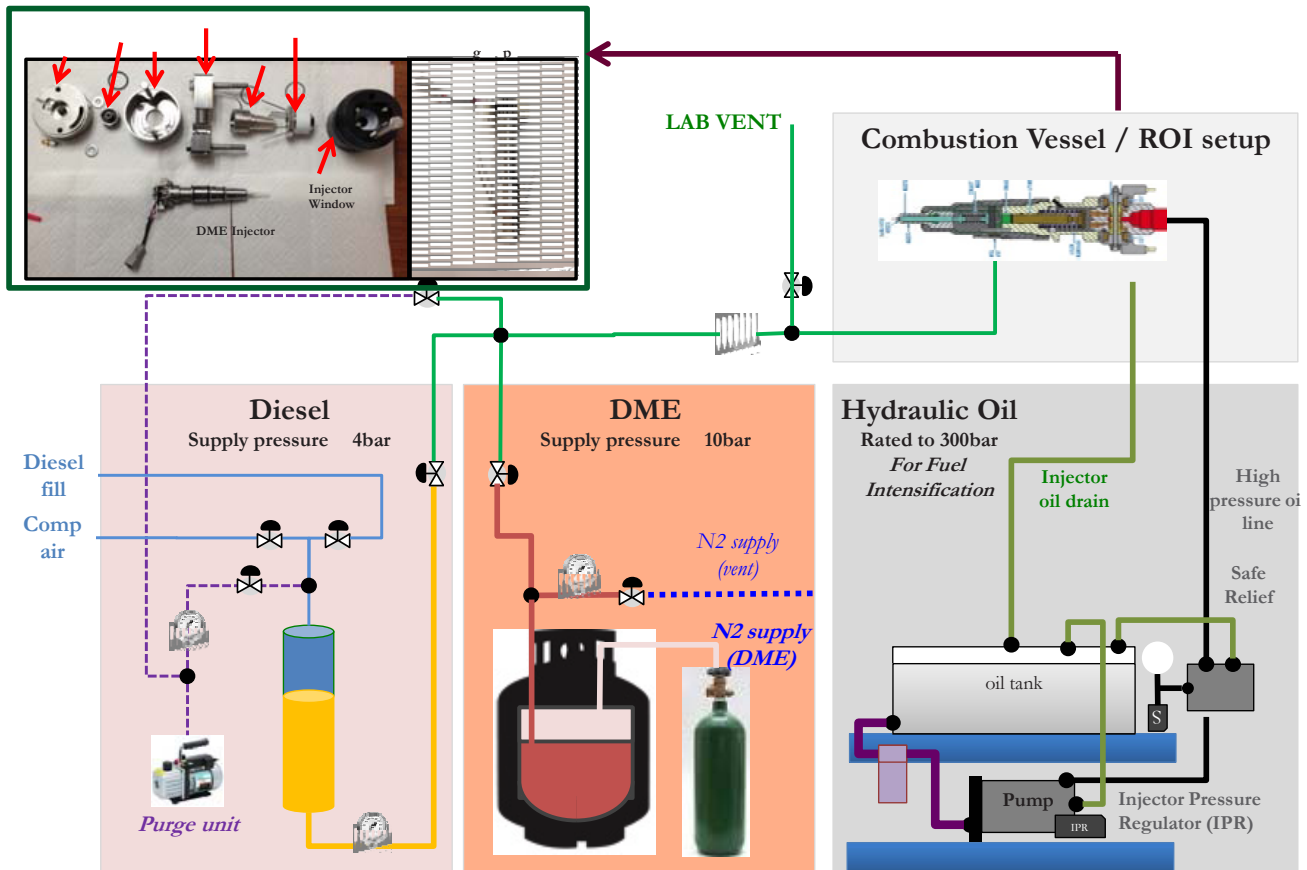 g p
Injector
Window
DME Injector
LAB VENT
Combustion Vessel / ROI setup
Diesel
Supply pressure 4bar
DME
Supply pressure 10bar
Hydraulic Oil
Rated to 300bar
For Fuel
Intensification
Diesel
fill
Comp
air
Injector
oil drain
High
pressure oi
line
N2 supply
(vent)
Safe
Relief
N2 supply
(DME)
oil tank
S
Purge unit
Pump
IPR
Injector Pressure
Regulator (IPR)